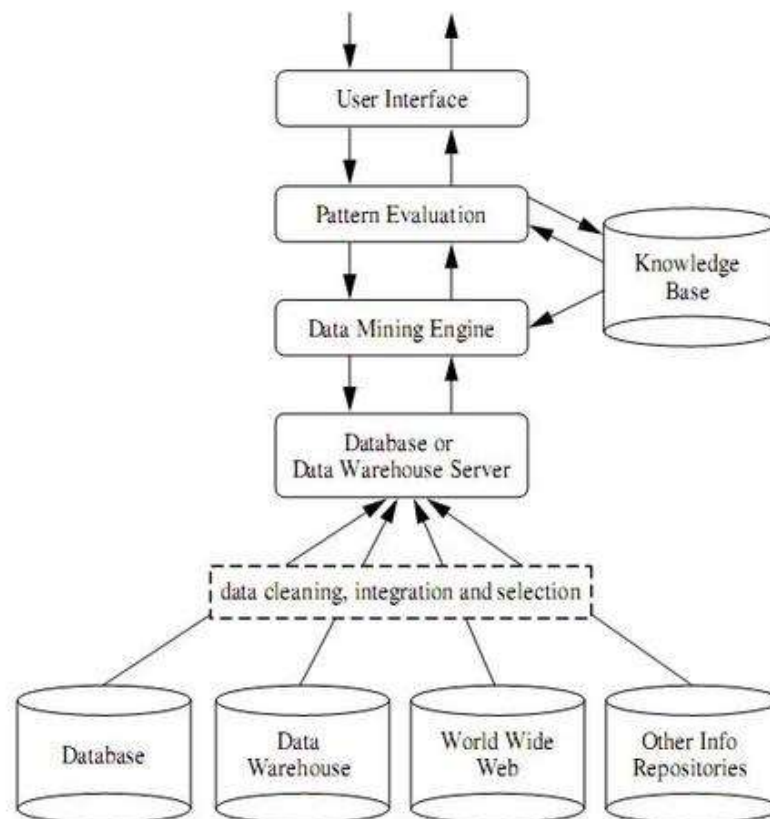 User Interface
Pattern Evaluation
Knowledge
Base
Data Mining Engine
Database or
Data Warehouse Server
data cleaning, integration and selection
Database
Data
Warehouse
World Wide
Web
Other Info
Repositories